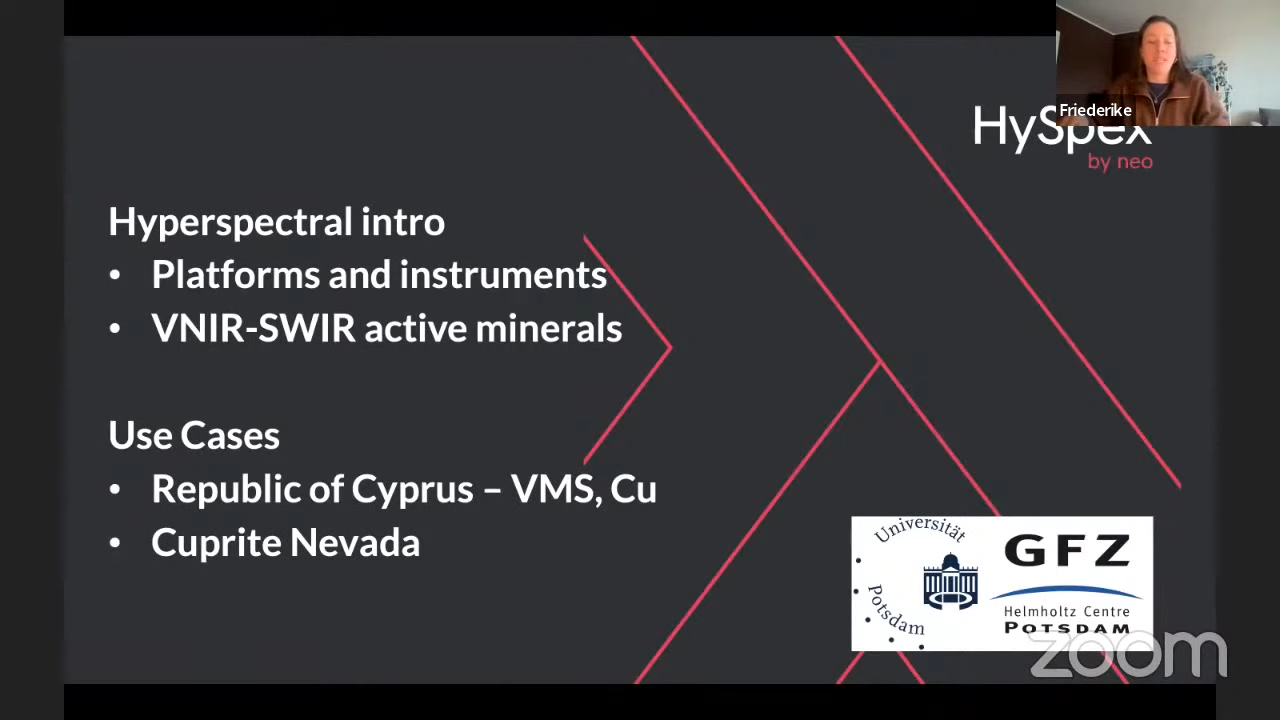 Friederike
HySpex
by neo
Hyperspectral intro
• Platforms and instruments
• VNIR-SWIR active minerals
Use Cases
• Republic of Cyprus – VMS, Cu
• Cuprite Nevada
Universität
Potsdam
GFZ
Helmholtz Centre
POTSDAM
zoom